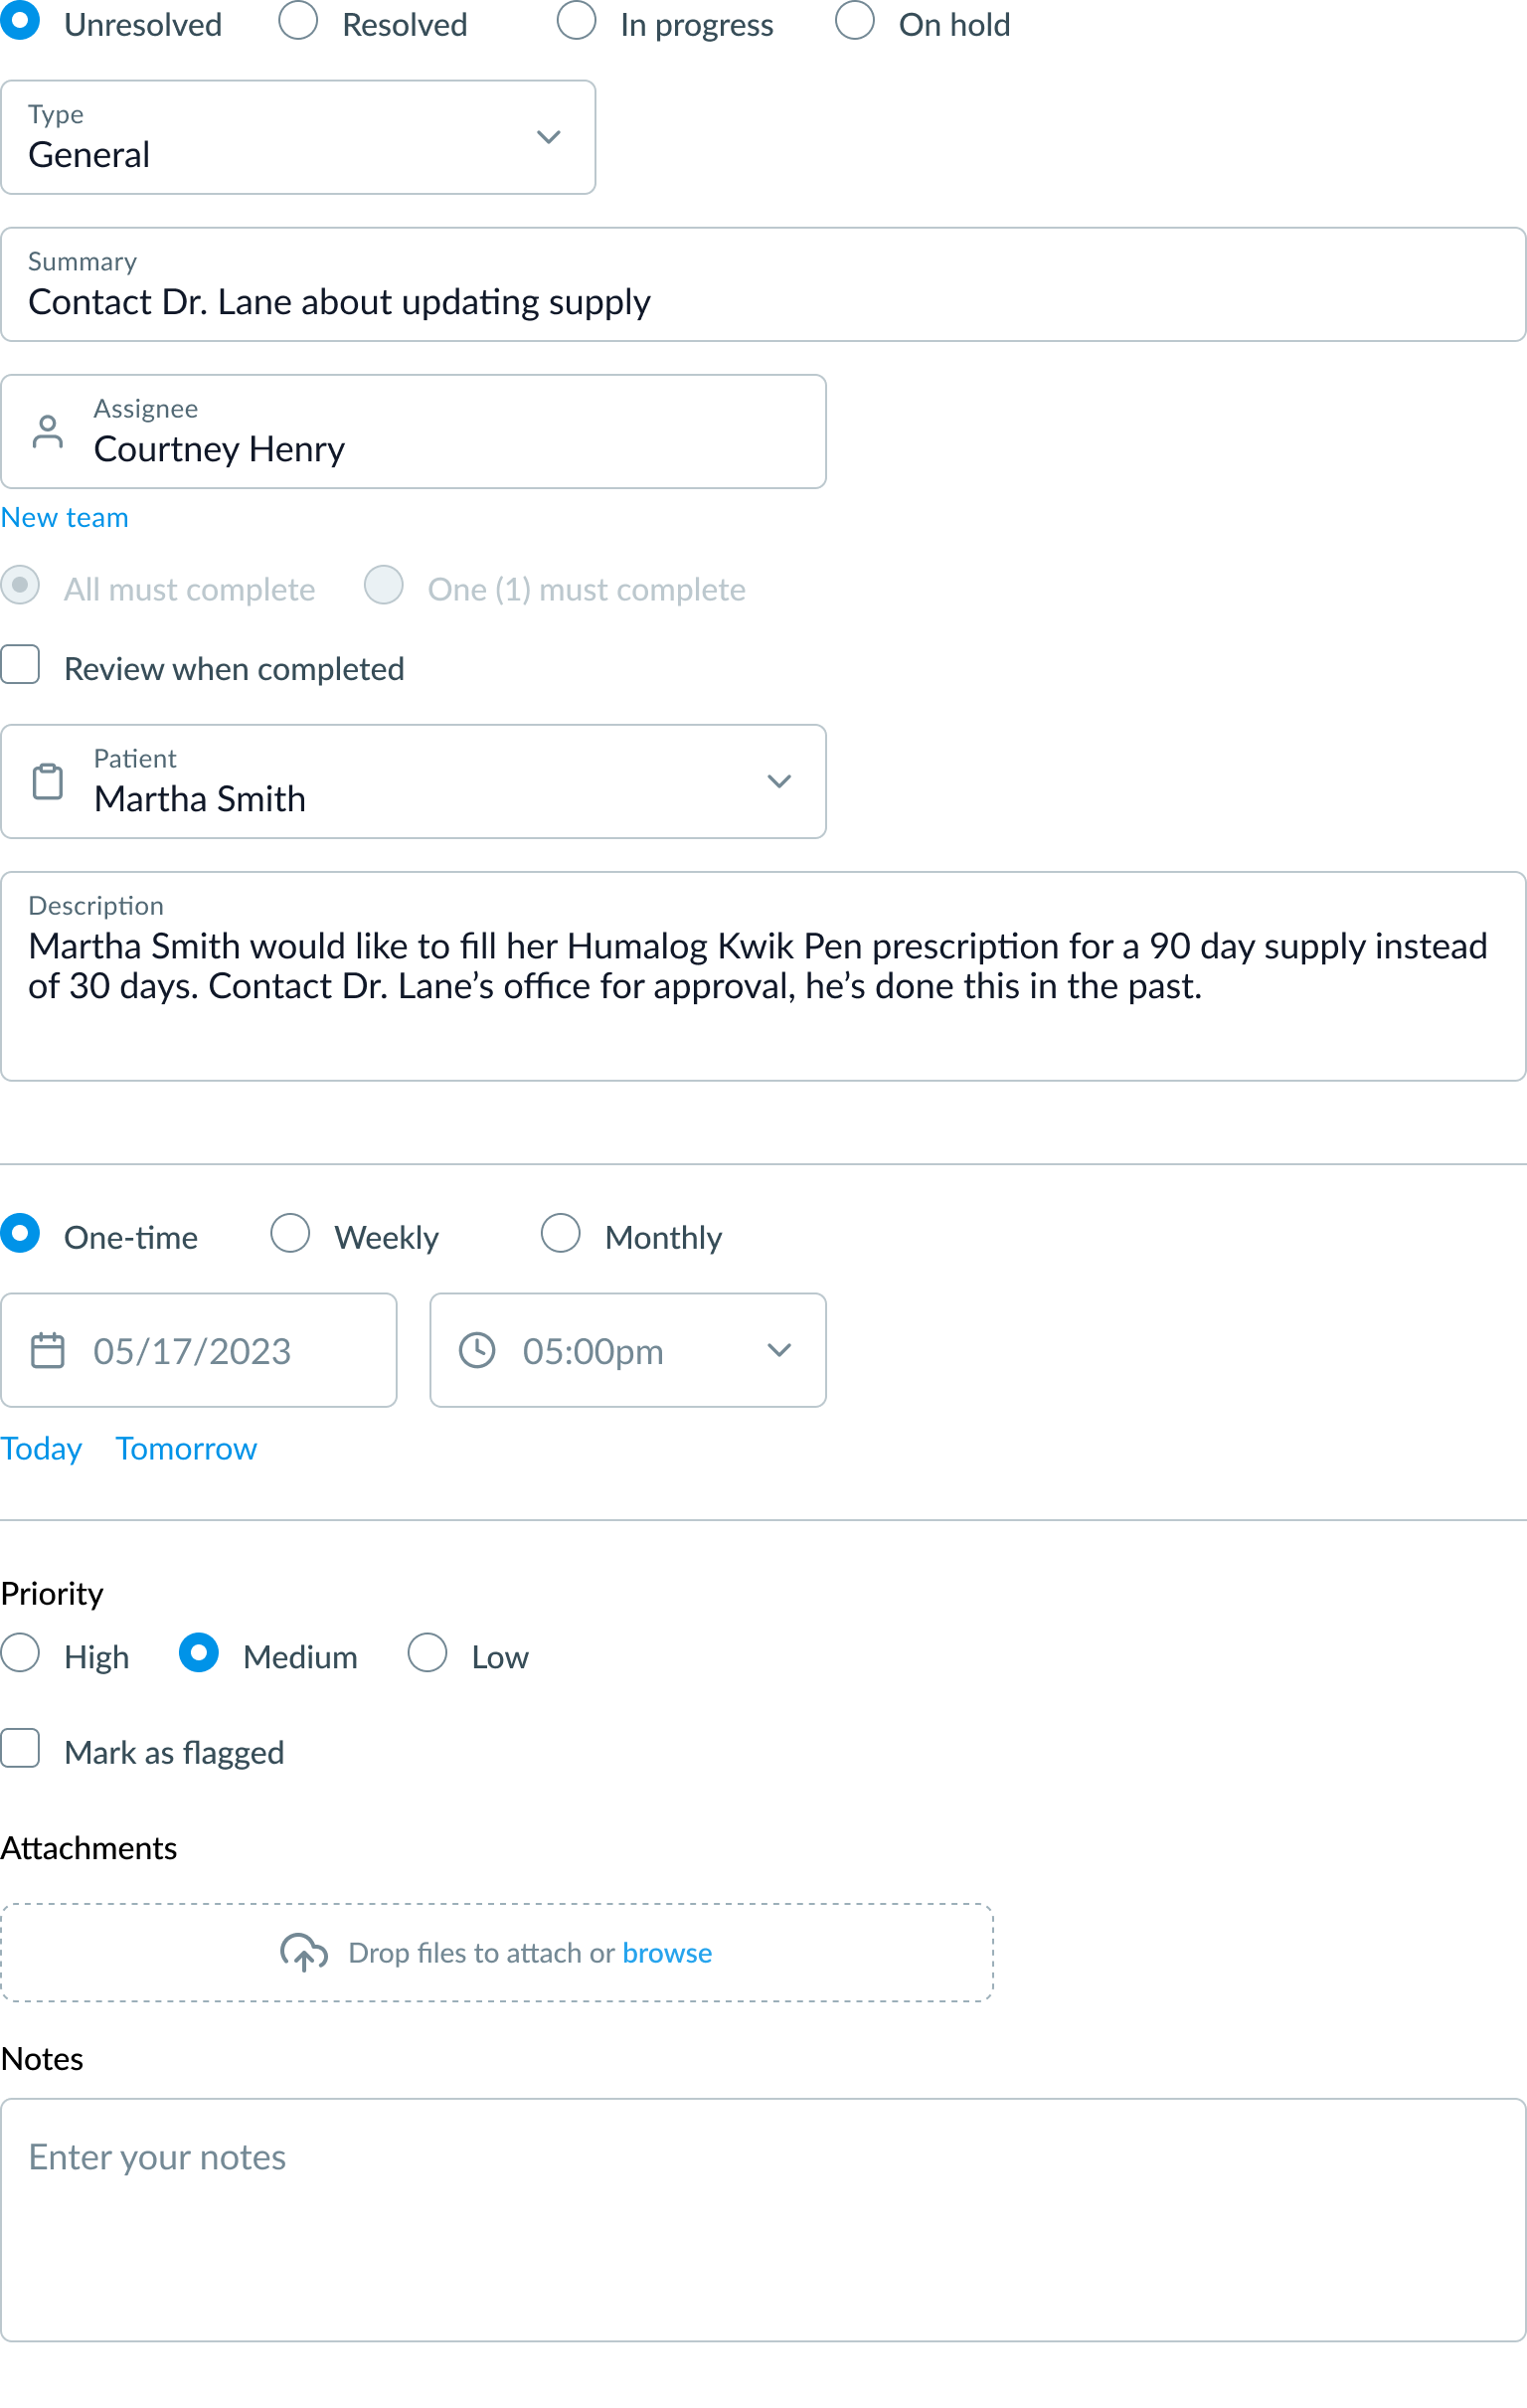 Unresolved Resolved In progress On hold
Type
General
Summary
Contact Dr. Lane about updating supply
Assignee
Courtney Henry
New team
All must complete One (1) must complete
Review when completed
Patient
Martha Smith
Description
Martha Smith would like to fill her Humalog Kwik Pen prescription for a 90 day supply instead
of 30 days. Contact Dr. Lane’s office for approval, he’s done this in the past.
One-time Weekly Monthly
05/17/2023 05:00pm
Today Tomorrow
Priority
High Medium Low
Mark as flagged
Attachments
Drop files to attach or browse
Notes
Enter your notes